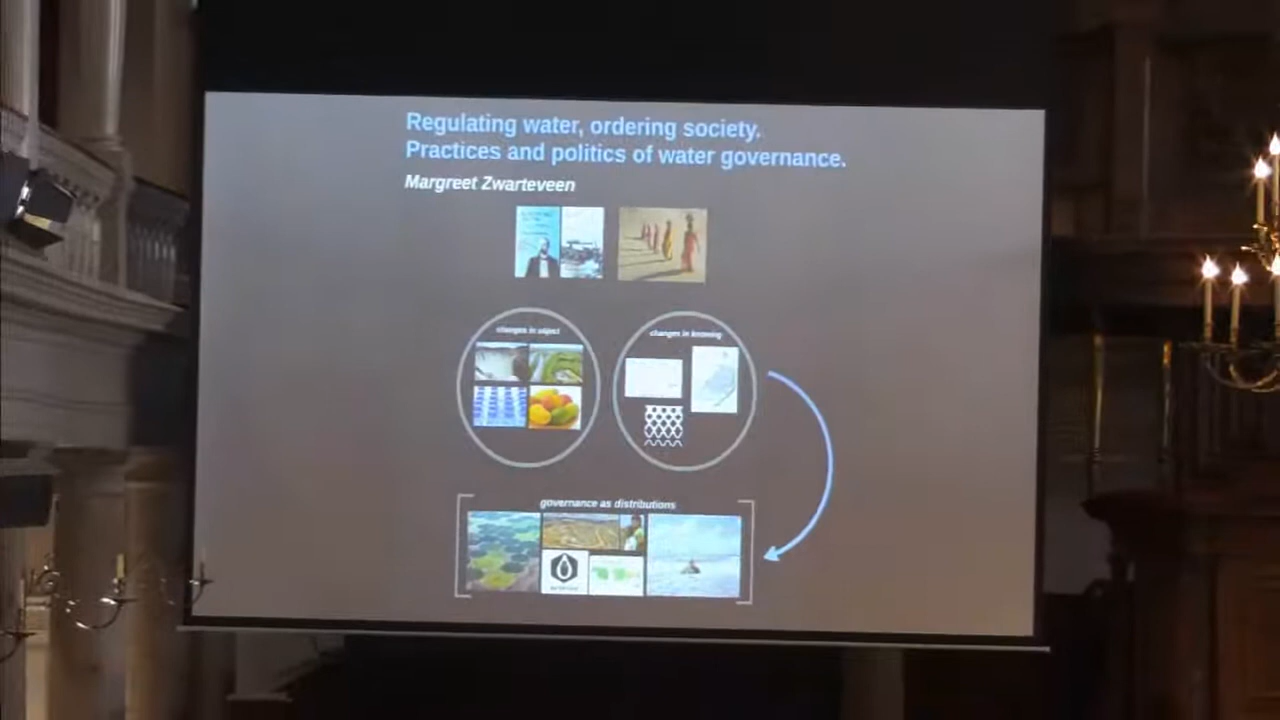 Regulating water, ordering society.
Practices and politics of water governance.
Margreet Zwarteveen
changes in object
changes in knowing
governance as distributions